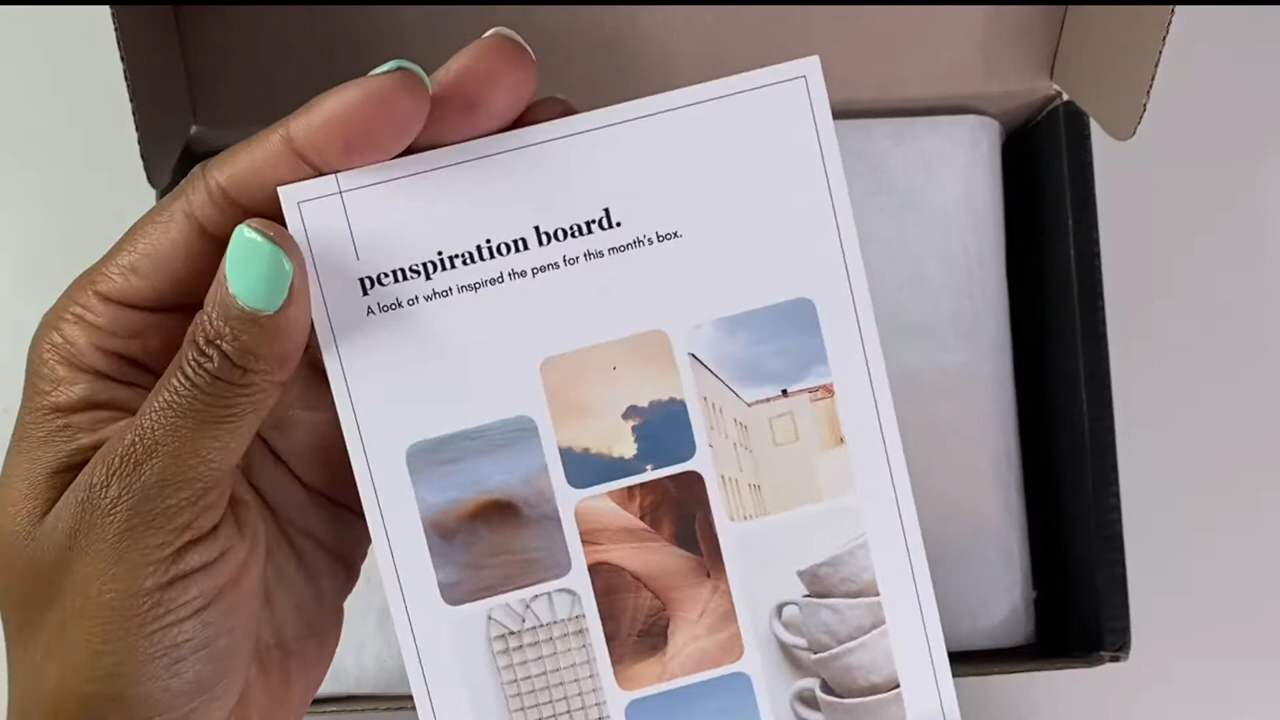 penspiration board.
A look at what inspired the pens for this month's box.